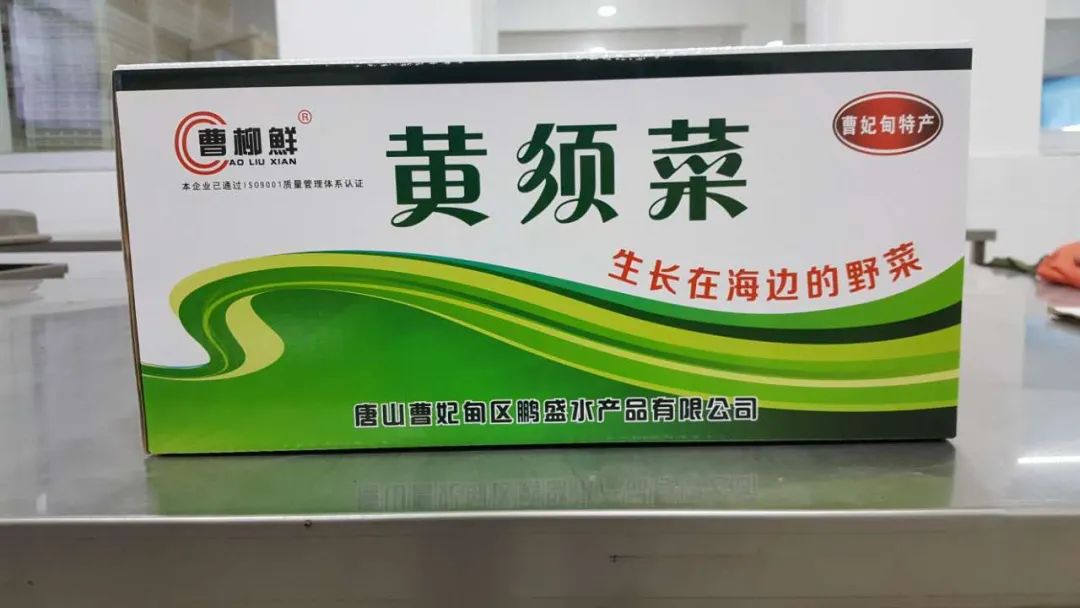 曹柳鲜®
CAO LIU XIAN
本企业已通过ISO9001质量管理体系认证
黄须菜
曹妃甸特产
生长在海边的野菜
唐山曹妃甸区鹏盛水产品有限公司